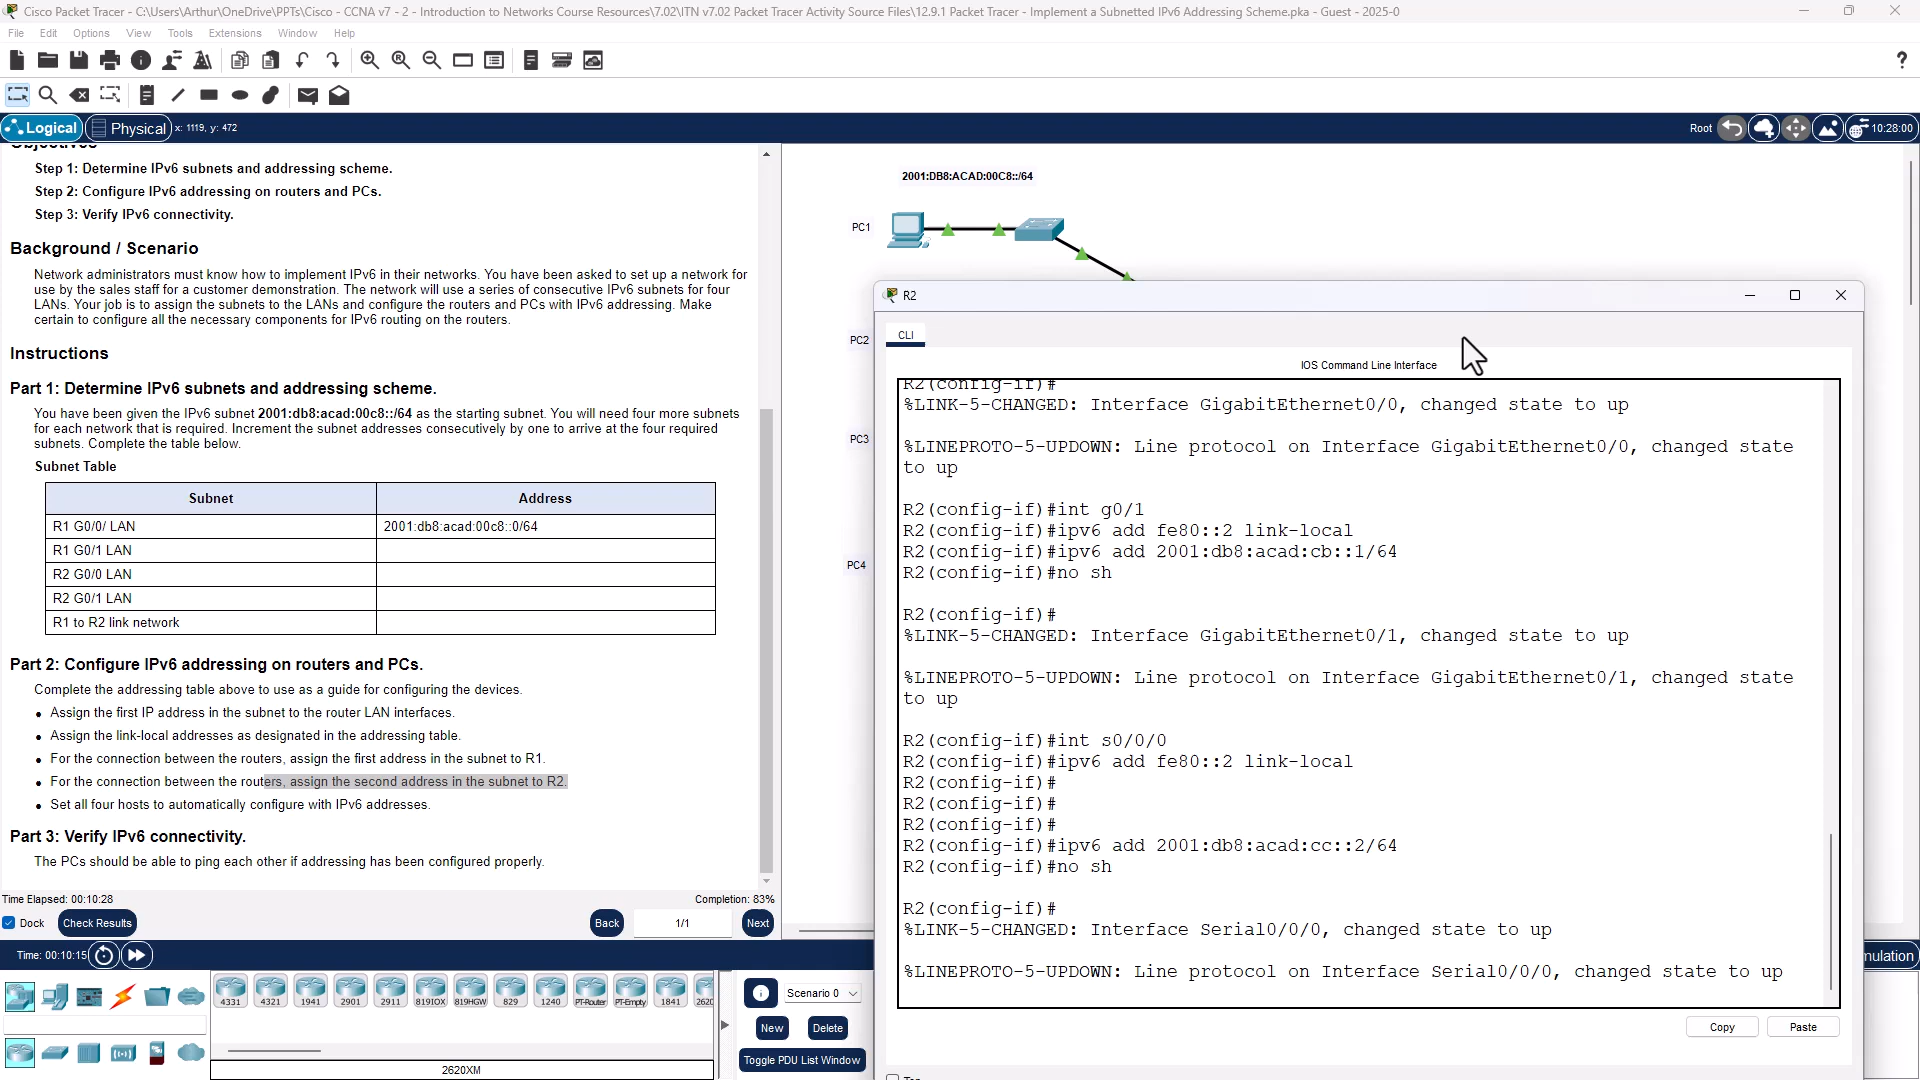 Cisco Packet Tracer - C:\Users\Arthur\OneDrive\PPTs\Cisco - CCNA v7 - 2 - Introduction to Networks Course Resources\7.02\ITN v7.02 Packet Tracer Activity Source Files\12.9.1 Packet Tracer - Implement a Subnetted IPv6 Addressing Scheme.pka - Guest - 2025-0
File Edit Options View Tools Extensions Window Help
Logical Physical x: 1119, y: 472
Root 10:28:00
Step 1: Determine IPv6 subnets and addressing scheme.
Step 2: Configure IPv6 addressing on routers and PCs.
Step 3: Verify IPv6 connectivity.
Background / Scenario
Network administrators must know how to implement IPv6 in their networks. You have been asked to set up a network for
use by the sales staff for a customer demonstration. The network will use a series of consecutive IPv6 subnets for four
LANs. Your job is to assign the subnets to the LANs and configure the routers and PCs with IPv6 addressing. Make
certain to configure all the necessary components for IPv6 routing on the routers.
Instructions
Part 1: Determine IPv6 subnets and addressing scheme.
You have been given the IPv6 subnet 2001:db8:acad:00c8::/64 as the starting subnet. You will need four more subnets
for each network that is required. Increment the subnet addresses consecutively by one to arrive at the four required
subnets. Complete the table below.
Subnet Table
Subnet Address
R1 G0/0/ LAN 2001:db8:acad:00c8::0/64
R1 G0/1 LAN
R2 G0/0 LAN
R2 G0/1 LAN
R1 to R2 link network
Part 2: Configure IPv6 addressing on routers and PCs.
Complete the addressing table above to use as a guide for configuring the devices.
• Assign the first IP address in the subnet to the router LAN interfaces.
• Assign the link-local addresses as designated in the addressing table.
• For the connection between the routers, assign the first address in the subnet to R1.
• For the connection between the routers, assign the second address in the subnet to R2.
• Set all four hosts to automatically configure with IPv6 addresses.
Part 3: Verify IPv6 connectivity.
The PCs should be able to ping each other if addressing has been configured properly.
Time Elapsed: 00:10:28 Completion: 83%
Dock Check Results Back 1/1 Next
2001:DB8:ACAD:00C8::/64
PC1
PC2
PC3
PC4
R2
CLI
IOS Command Line Interface
R2(config-if)#
%LINK-5-CHANGED: Interface GigabitEthernet0/0, changed state to up
%LINEPROTO-5-UPDOWN: Line protocol on Interface GigabitEthernet0/0, changed state
to up
R2(config-if)#int g0/1
R2(config-if)#ipv6 add fe80::2 link-local
R2(config-if)#ipv6 add 2001:db8:acad:cb::1/64
R2(config-if)#no sh
R2(config-if)#
%LINK-5-CHANGED: Interface GigabitEthernet0/1, changed state to up
%LINEPROTO-5-UPDOWN: Line protocol on Interface GigabitEthernet0/1, changed state
to up
R2(config-if)#int s0/0/0
R2(config-if)#ipv6 add fe80::2 link-local
R2(config-if)#
R2(config-if)#
R2(config-if)#
R2(config-if)#ipv6 add 2001:db8:acad:cc::2/64
R2(config-if)#no sh
R2(config-if)#
%LINK-5-CHANGED: Interface Serial0/0/0, changed state to up
%LINEPROTO-5-UPDOWN: Line protocol on Interface Serial0/0/0, changed state to up
Copy Paste
Time: 00:10:15
mulation
4331 4321 1941 2901 2911 819IOX 819HGW 829 1240 PT-Router PT-Empty 1841 262
2620XM
Scenario 0
New Delete
Toggle PDU List Window